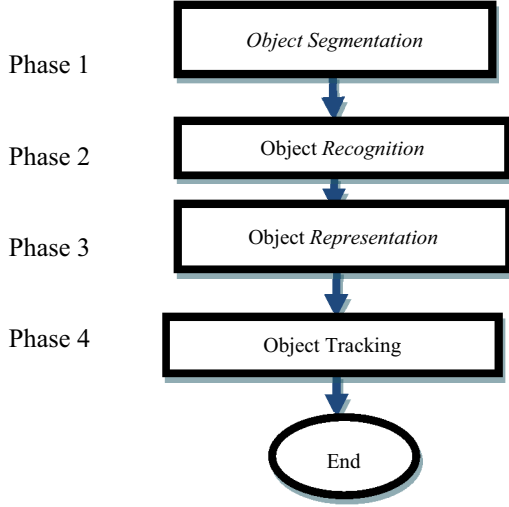 Phase 1
Object Segmentation
Phase 2
Object Recognition
Phase 3
Object Representation
Phase 4
Object Tracking
End